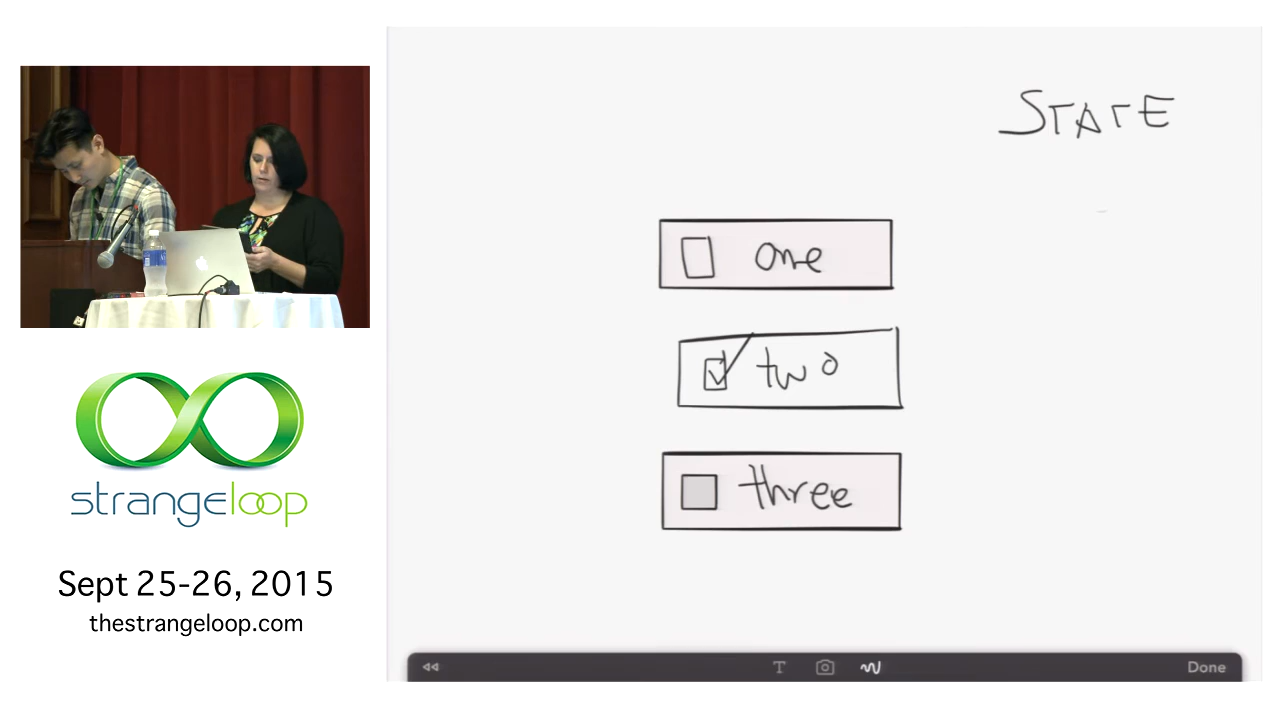 STATE
one
two
three
T
Done
strangeloop
Sept 25-26, 2015
thestrangeloop.com